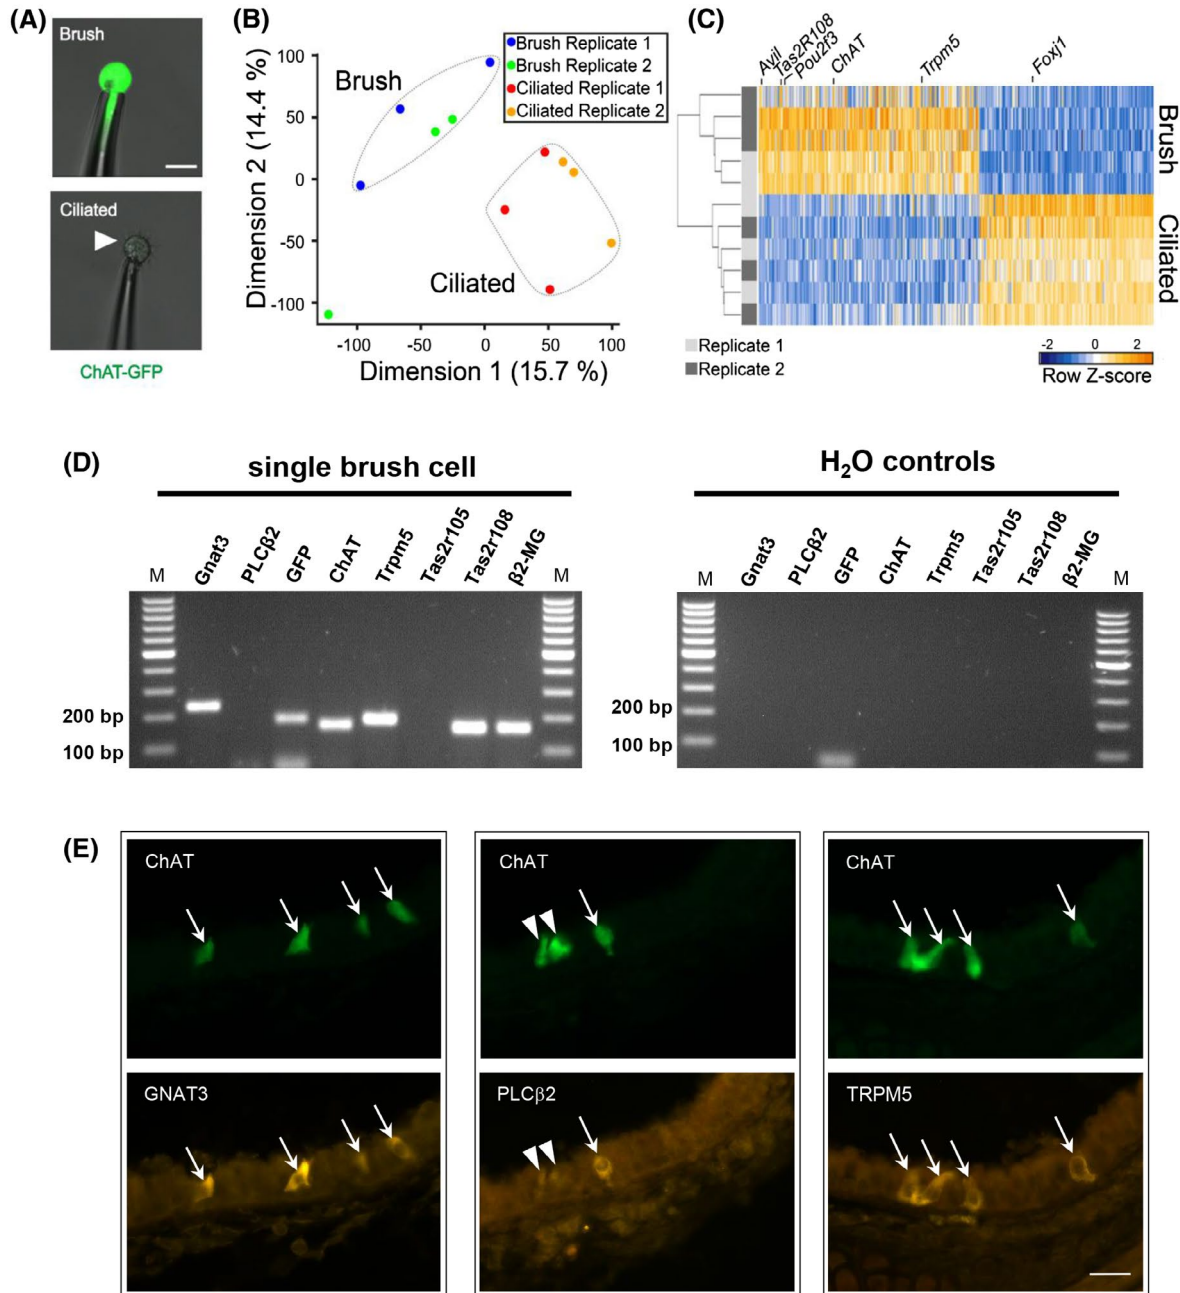 (A)
Brush
Ciliated
ChAT-GFP
(B)
Brush Replicate 1
Brush Replicate 2
Ciliated Replicate 1
Ciliated Replicate 2
Brush
Ciliated
100
50
0
-50
-100
Dimension 2 (14.4 %)
-100 -50 0 50 100
Dimension 1 (15.7 %)
(C)
Avil
Tas2R108
Pou2f3
ChAT
Trpm5
Foxj1
Brush
Ciliated
Replicate 1
Replicate 2
-2 0 2
Row Z-score
(D)
single brush cell
M Gnat3 PLCβ2 GFP ChAT Trpm5 Tas2r105 Tas2r108 β2-MG M
200 bp
100 bp
H₂O controls
M Gnat3 PLCβ2 GFP ChAT Trpm5 Tas2r105 Tas2r108 β2-MG M
200 bp
100 bp
(E)
ChAT
ChAT
ChAT
GNAT3
PLCβ2
TRPM5